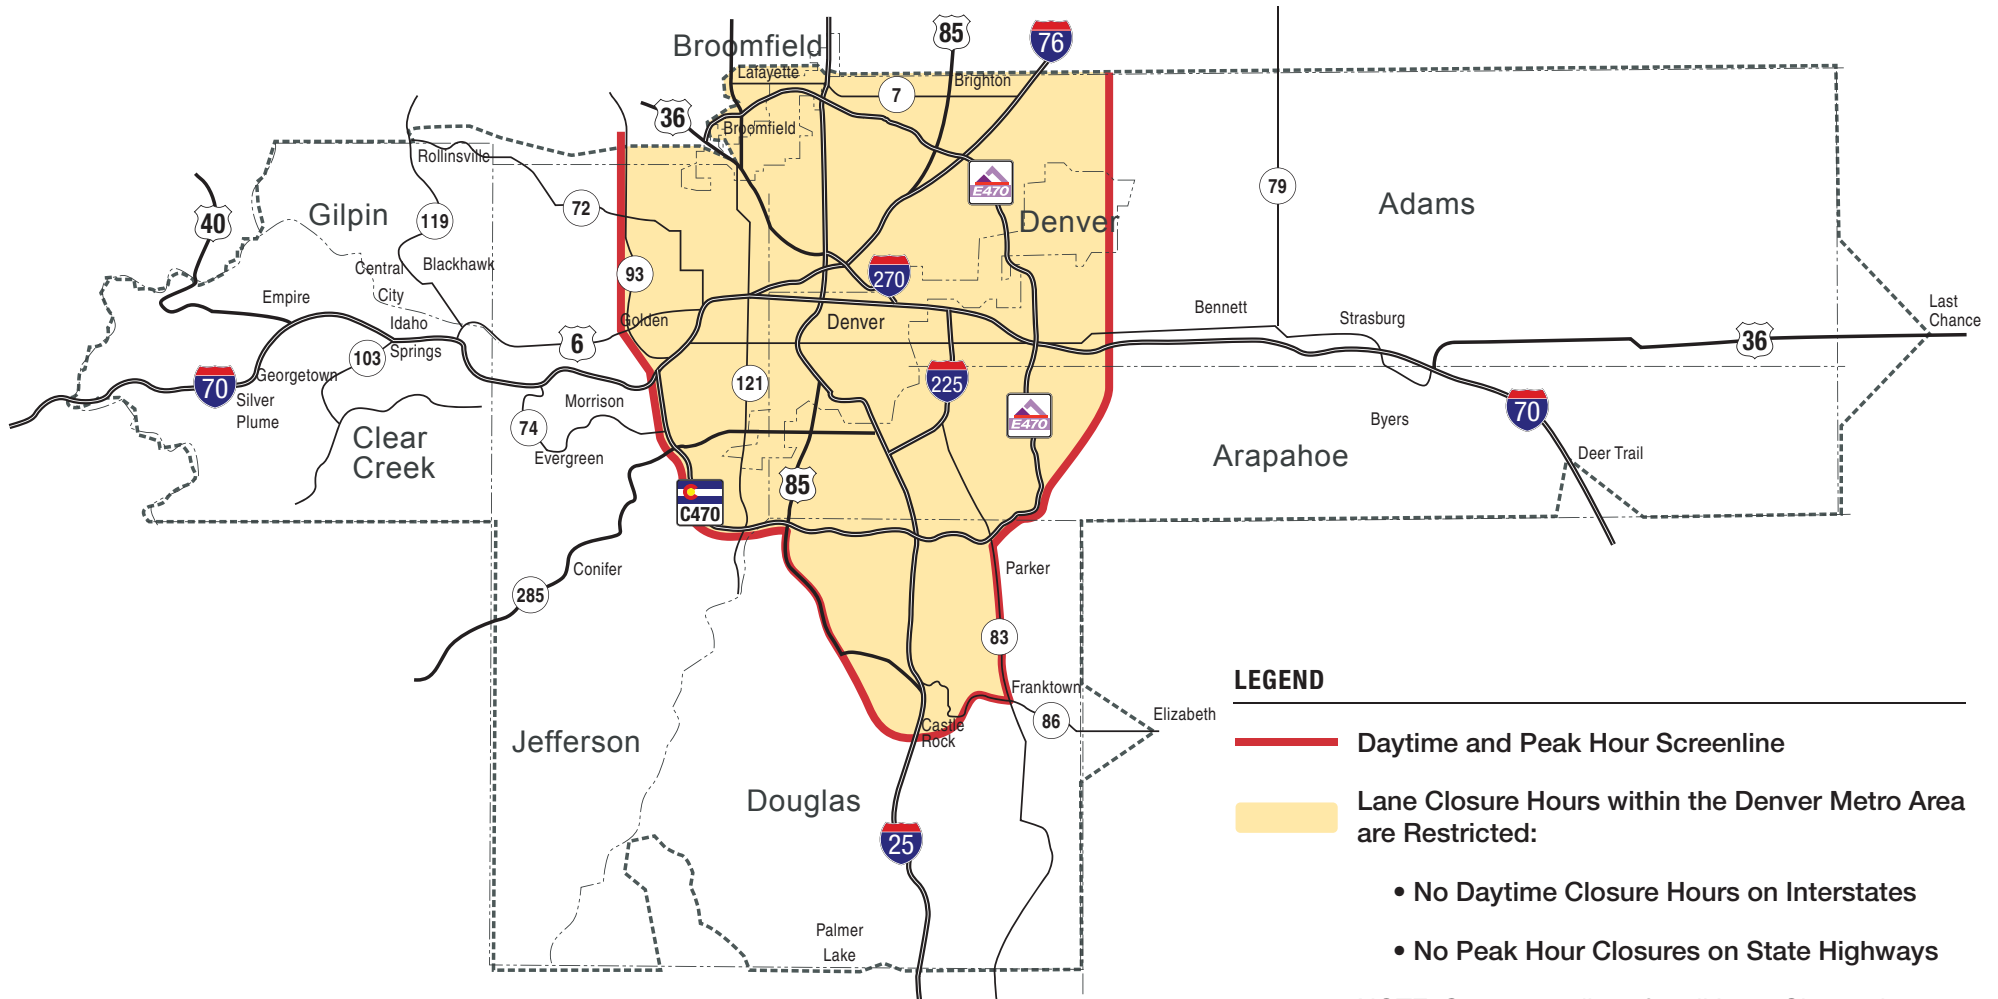 Broomfield
85
76
Lafayette
Brighton
7
36
Broomfield
Rollinsville
E470
79
Adams
72
Gilpin
119
40
Denver
Central
City
Blackhawk
93
270
Empire
Golden
Denver
Bennett
Strasburg
Last
Chance
Idaho
Springs
6
36
103
Georgetown
70
Silver
Plume
121
225
Morrison
E470
Byers
70
74
Clear
Creek
Evergreen
Arapahoe
Deer Trail
85
C470
Conifer
Parker
285
83
LEGEND
Franktown
86
Elizabeth
Castle
Rock
Jefferson
Daytime and Peak Hour Screenline
Douglas
Lane Closure Hours within the Denver Metro Area
are Restricted:
25
• No Daytime Closure Hours on Interstates
Palmer
Lake
• No Peak Hour Closures on State Highways